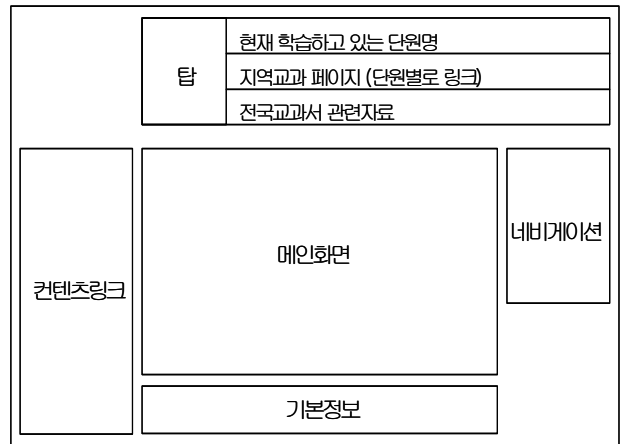 탑
현재 학습하고 있는 단원명
지역교과 페이지 (단원별로 링크)
전국교과서 관련자료
컨텐츠링크
메인화면
네비게이션
기본정보